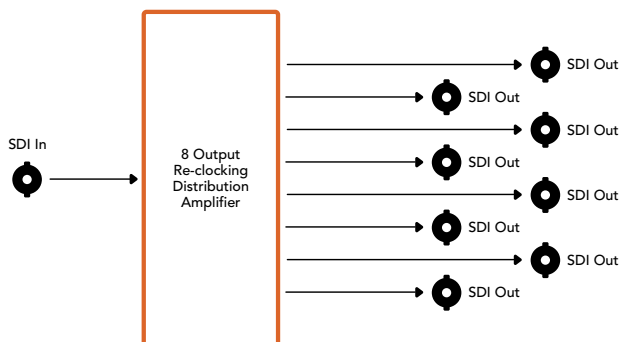 SDI In
8 Output
Re-clocking
Distribution
Amplifier
SDI Out
SDI Out
SDI Out
SDI Out
SDI Out
SDI Out
SDI Out
SDI Out